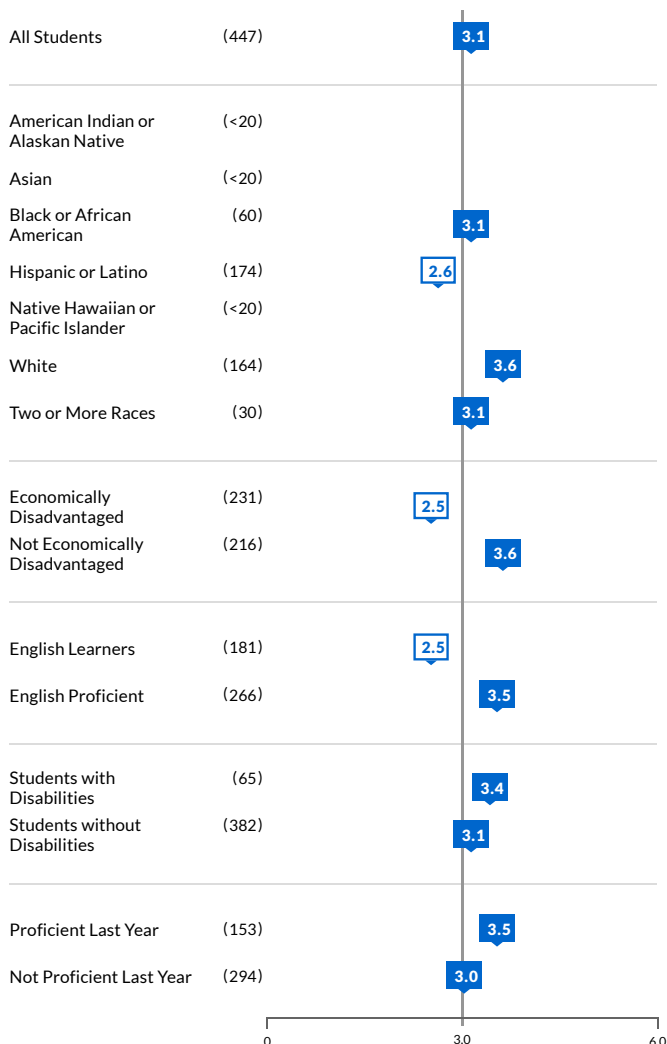 All Students (447) 3.1
American Indian or
Alaskan Native (<20)
Asian (<20)
Black or African
American (60) 3.1
Hispanic or Latino (174) 2.6
Native Hawaiian or
Pacific Islander (<20)
White (164) 3.6
Two or More Races (30) 3.1
Economically
Disadvantaged (231) 2.5
Not Economically
Disadvantaged (216) 3.6
English Learners (181) 2.5
English Proficient (266) 3.5
Students with
Disabilities (65) 3.4
Students without
Disabilities (382) 3.1
Proficient Last Year (153) 3.5
Not Proficient Last Year (294) 3.0
0 3.0 6.0